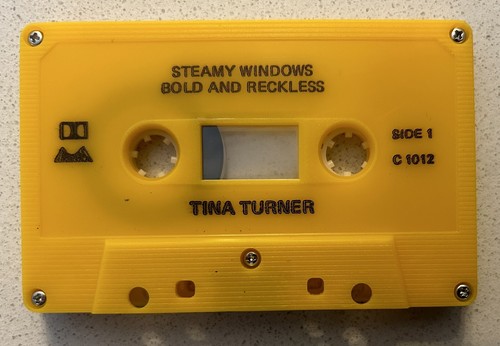 STEAMY WINDOWS
BOLD AND RECKLESS
SIDE 1
C 1012
TINA TURNER